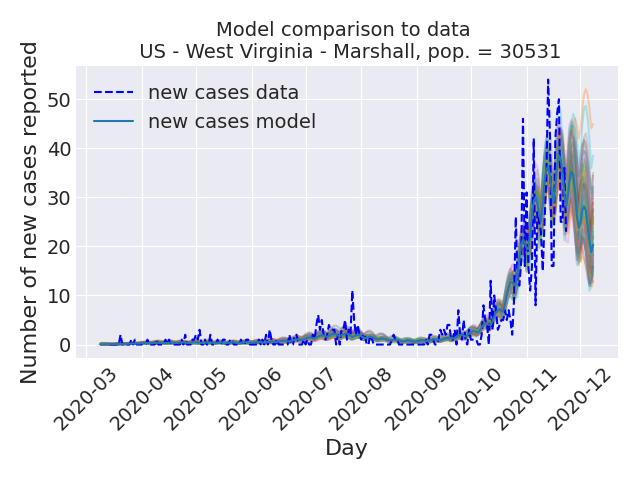 Model comparison to data
US - West Virginia - Marshall, pop. = 30531
Number of new cases reported
50
40
30
20
10
0
new cases data
new cases model
2020-03
2020-04
2020-05
2020-06
2020-07
2020-08
2020-09
2020-10
2020-11
2020-12
Day